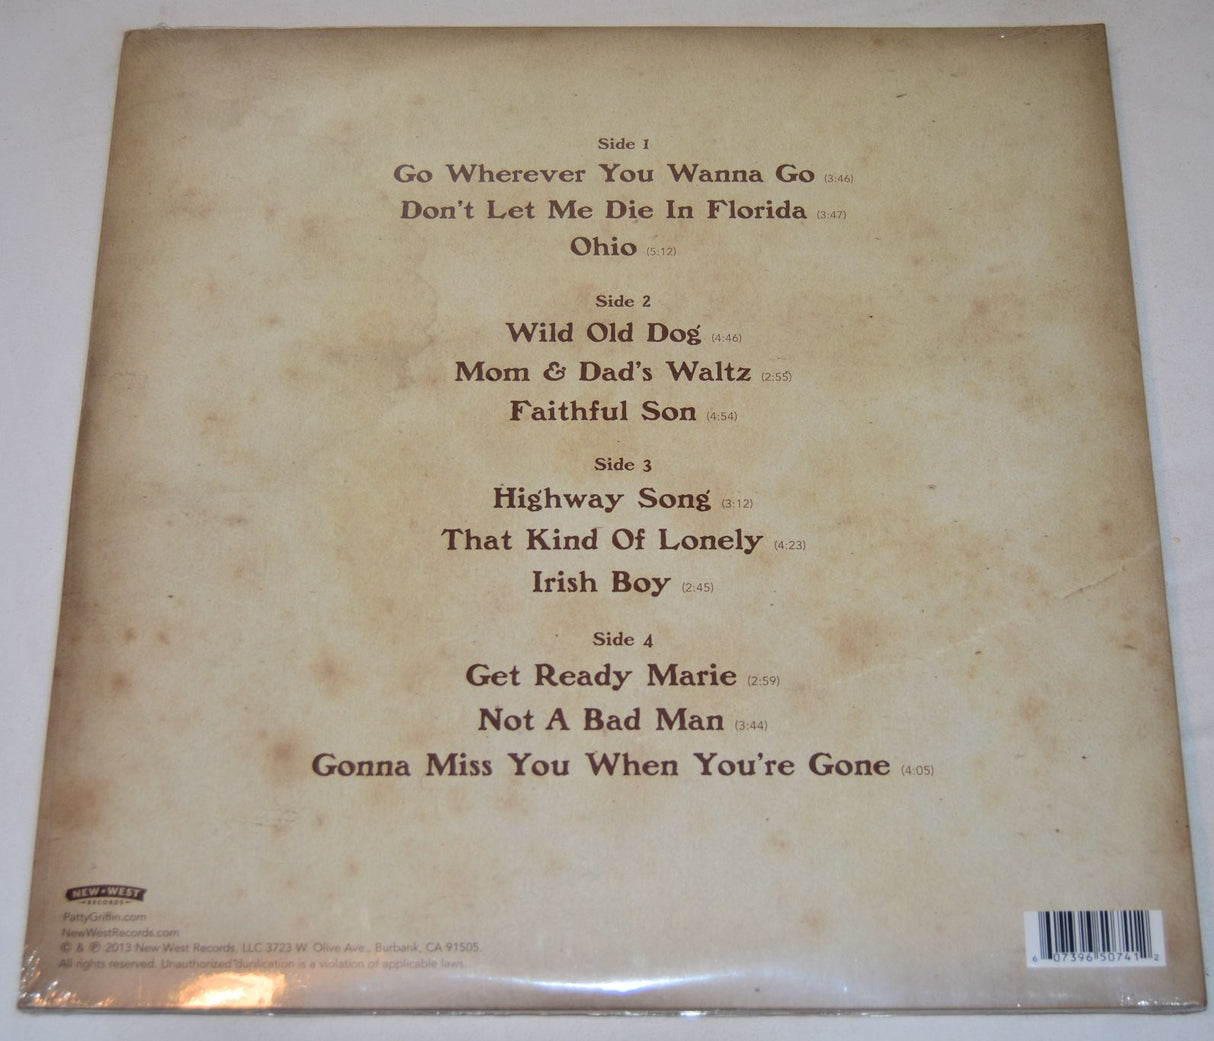 Side 1
Go Wherever You Wanna Go (3:46)
Don't Let Me Die In Florida (3:47)
Ohio (5:12)
Side 2
Wild Old Dog (4:46)
Mom & Dad's Waltz (2:55)
Faithful Son (4:54)
Side 3
Highway Song (3:12)
That Kind Of Lonely (4:23)
Irish Boy (2:45)
Side 4
Get Ready Marie (2:59)
Not A Bad Man (3:44)
Gonna Miss You When You're Gone (4:05)
NEW WEST
RECORDS
PattyGriffin.com
NewWestRecords.com
© & ℗ 2013 New West Records, LLC 3723 W. Olive Ave., Burbank, CA 91505.
All rights reserved. Unauthorized duplication is a violation of applicable laws.
6 07396 50741 2